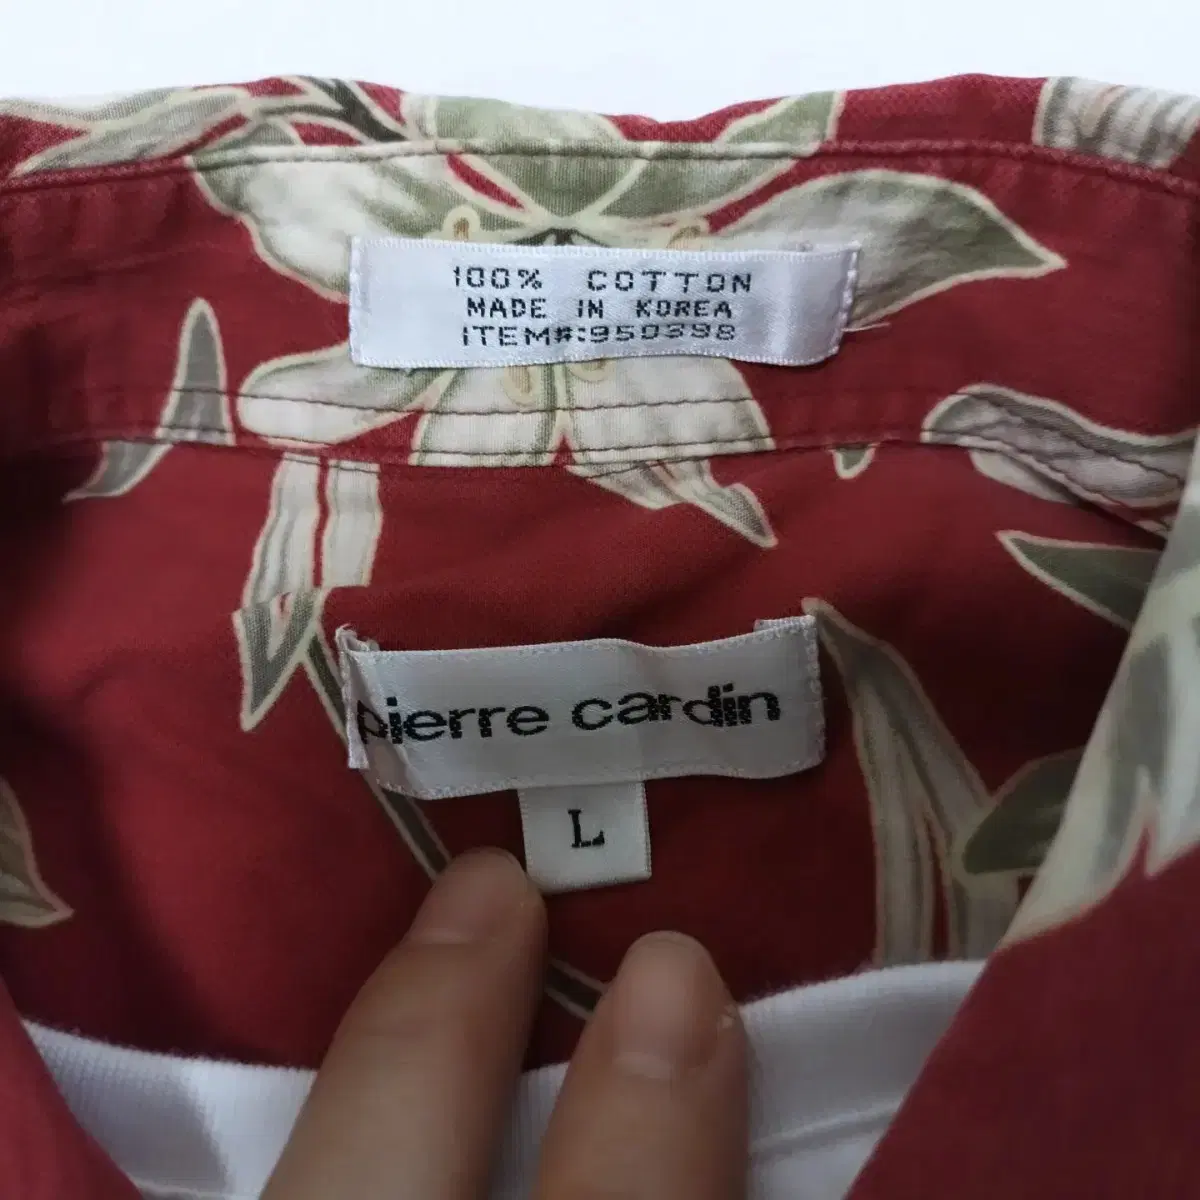 100% COTTON
MADE IN KOREA
ITEM#:950398
pierre cardin
L